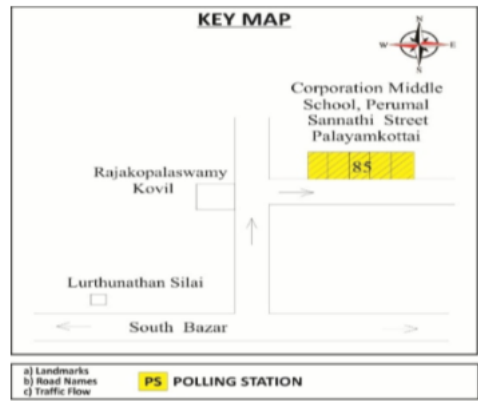 KEY MAP
N
W E
S
Corporation Middle
School, Perumal
Sannathi Street
Palayamkottai
85
Rajakopalaswamy
Kovil
Lurthunathan Silai
South Bazar
a) Landmarks
b) Road Names
c) Traffic Flow
PS POLLING STATION